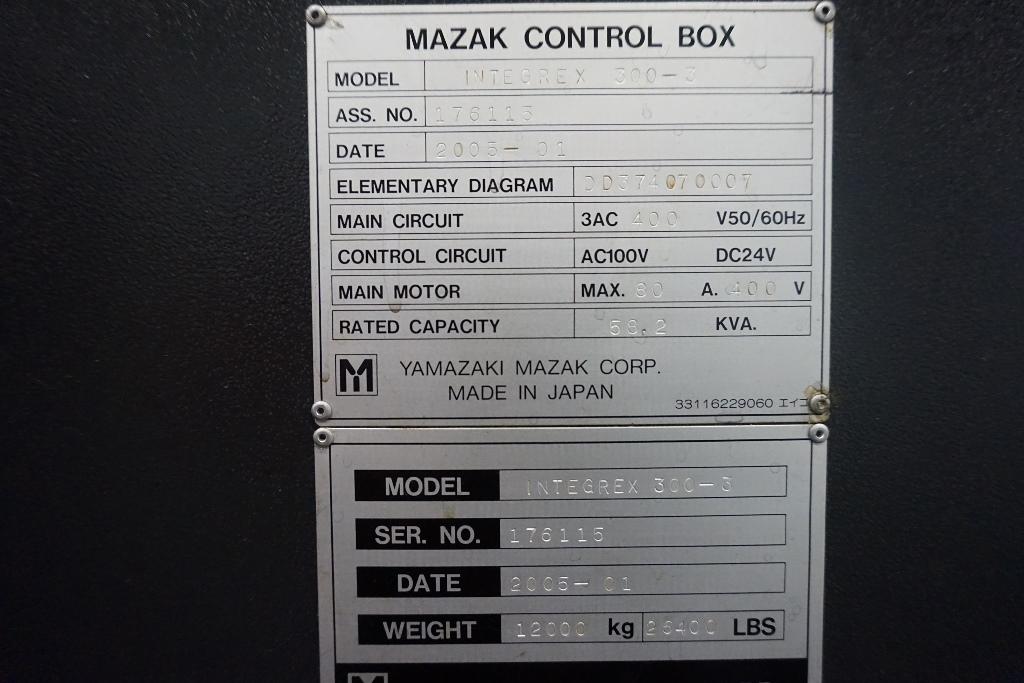 MAZAK CONTROL BOX
MODEL INTEGREX 300-3
ASS. NO. 176115
DATE 2005- 01
ELEMENTARY DIAGRAM DD374070007
MAIN CIRCUIT 3AC 400 V50/60Hz
CONTROL CIRCUIT AC100V DC24V
MAIN MOTOR MAX. 80 A. 400 V
RATED CAPACITY 58.2 KVA.
YAMAZAKI MAZAK CORP.
MADE IN JAPAN
33116229060 エイコ
MODEL INTEGREX 300-3
SER. NO. 176115
DATE 2005- 01
WEIGHT 12000 kg 26400 LBS